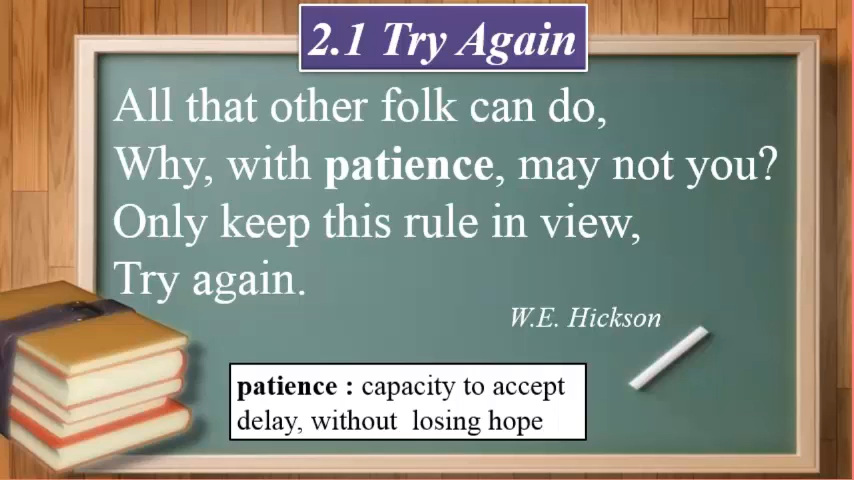 2.1 Try Again
All that other folk can do,
Why, with patience, may not you?
Only keep this rule in view,
Try again.
W.E. Hickson
patience : capacity to accept
delay, without losing hope